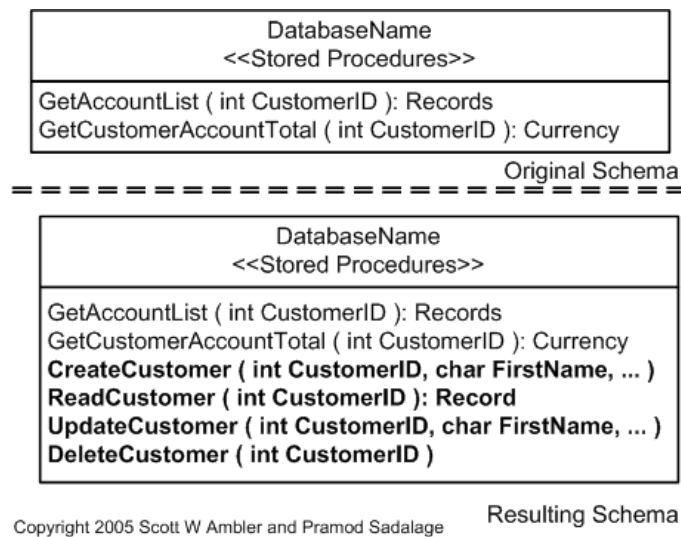 DatabaseName
<<Stored Procedures>>
GetAccountList ( int CustomerID ): Records
GetCustomerAccountTotal ( int CustomerID ): Currency
Original Schema
DatabaseName
<<Stored Procedures>>
GetAccountList ( int CustomerID ): Records
GetCustomerAccountTotal ( int CustomerID ): Currency
CreateCustomer ( int CustomerID, char FirstName, ... )
ReadCustomer ( int CustomerID ): Record
UpdateCustomer ( int CustomerID, char FirstName, ... )
DeleteCustomer ( int CustomerID )
Resulting Schema
Copyright 2005 Scott W Ambler and Pramod Sadalage